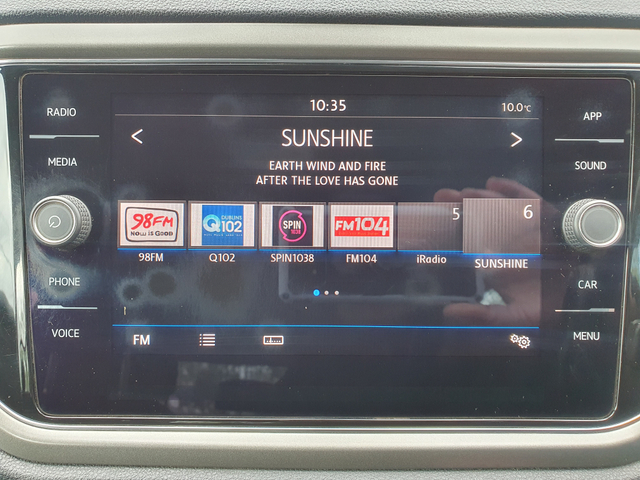 RADIO
MEDIA
PHONE
VOICE
10:35
10.0°C
<
SUNSHINE
>
EARTH WIND AND FIRE
AFTER THE LOVE HAS GONE
98FM
NOW IS GOOD
DUBLINS
Q102
SPIN
1038
FM104
5
6
98FM
Q102
SPIN1038
FM104
iRadio
SUNSHINE
FM
APP
SOUND
CAR
MENU